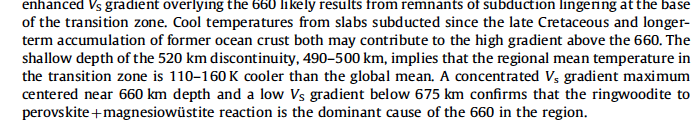 enhanced Vs gradient overlying the 660 likely results from remnants of subduction lingering at the base
of the transition zone. Cool temperatures from slabs subducted since the late Cretaceous and longer-
term accumulation of former ocean crust both may contribute to the high gradient above the 660. The
shallow depth of the 520 km discontinuity, 490–500 km, implies that the regional mean temperature in
the transition zone is 110–160 K cooler than the global mean. A concentrated Vs gradient maximum
centered near 660 km depth and a low VS gradient below 675 km confirms that the ringwoodite to
perovskite+magnesiowüstite reaction is the dominant cause of the 660 in the region.